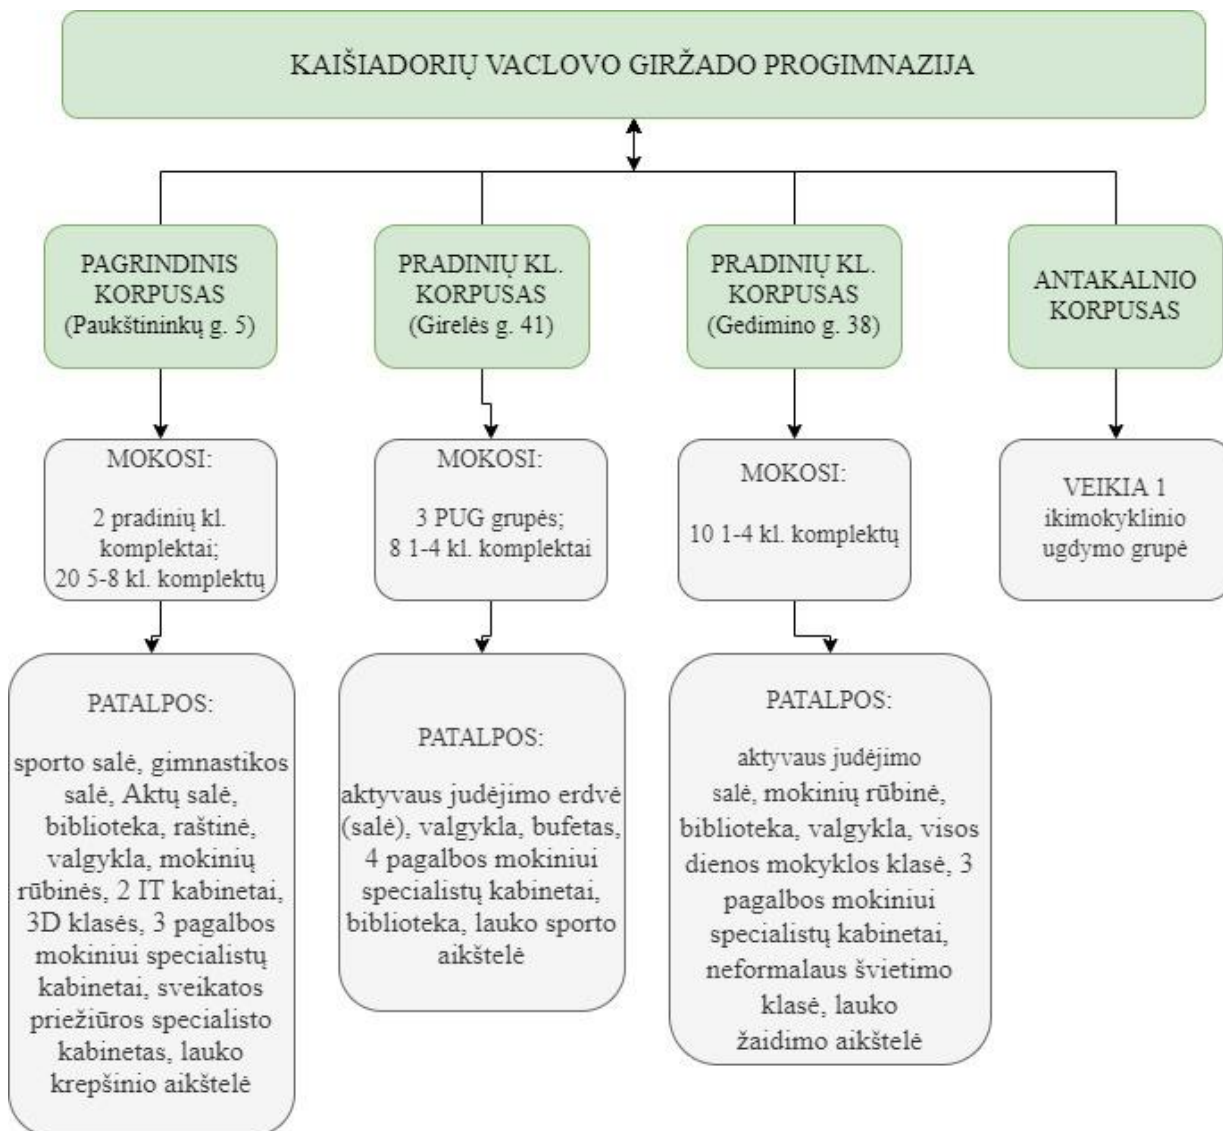 KAIŠIADORIŲ VACLOVO GIRŽADO PROGIMNAZIJA
PAGRINDINIS
KORPUSAS
(Paukštininkų g. 5)
PRADINIŲ KL.
KORPUSAS
(Girelės g. 41)
PRADINIŲ KL.
KORPUSAS
(Gedimino g. 38)
ANTAKALNIO
KORPUSAS
MOKOSI:
2 pradinių kl.
komplektai;
20 5-8 kl. komplektų
MOKOSI:
3 PUG grupės;
8 1-4 kl. komplektai
MOKOSI:
10 1-4 kl. komplektų
VEIKIA 1
ikimokyklinio
ugdymo grupė
PATALPOS:
sporto salė, gimnastikos
salė, Aktų salė,
biblioteka, raštinė,
valgykla, mokinių
rūbinės, 2 IT kabinetai,
3D klasės, 3 pagalbos
mokiniui specialistų
kabinetai, sveikatos
priežiūros specialisto
kabinetas, lauko
krepšinio aikštelė
PATALPOS:
aktyvaus judėjimo erdvė
(salė), valgykla, bufetas,
4 pagalbos mokiniui
specialistų kabinetai,
biblioteka, lauko sporto
aikštelė
PATALPOS:
aktyvaus judėjimo
salė, mokinių rūbinė,
biblioteka, valgykla, visos
dienos mokyklos klasė, 3
pagalbos mokiniui
specialistų kabinetai,
neformalaus švietimo
klasė, lauko
žaidimo aikštelė